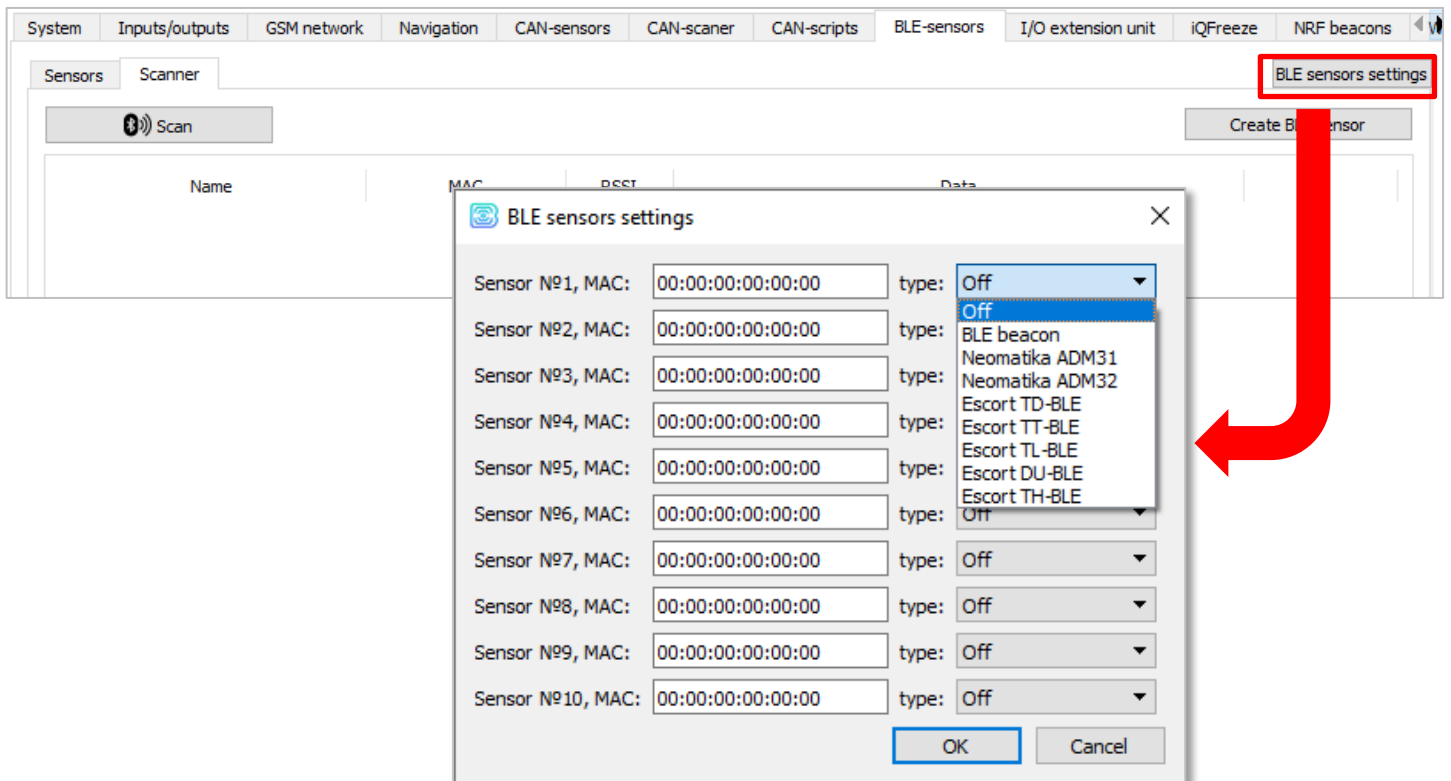 System Inputs/outputs GSM network Navigation CAN-sensors CAN-scaner CAN-scripts BLE-sensors I/O extension unit iQFreeze NRF beacons
Sensors Scanner BLE sensors settings
Scan Create
Name MAC RSSI Data
BLE sensors settings
Sensor №1, MAC: 00:00:00:00:00:00 type: Off
Off
Sensor №2, MAC: 00:00:00:00:00:00 type: BLE beacon
Neomatika ADM31
Sensor №3, MAC: 00:00:00:00:00:00 type: Neomatika ADM32
Escort TD-BLE
Sensor №4, MAC: 00:00:00:00:00:00 type: Escort TT-BLE
Escort TL-BLE
Sensor №5, MAC: 00:00:00:00:00:00 type: Escort DU-BLE
Escort TH-BLE
Sensor №6, MAC: 00:00:00:00:00:00 type: Off
Sensor №7, MAC: 00:00:00:00:00:00 type: Off
Sensor №8, MAC: 00:00:00:00:00:00 type: Off
Sensor №9, MAC: 00:00:00:00:00:00 type: Off
Sensor №10, MAC: 00:00:00:00:00:00 type: Off
OK Cancel